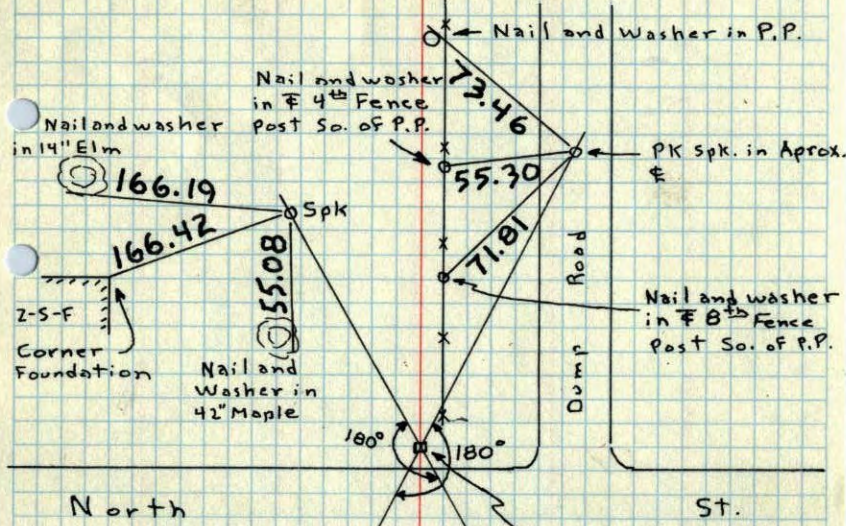 Nail and Washer in P.P.
Nail and washer
in ₵ 4th Fence
Post So. of P.P.
73.46
Nail and washer
in 14" Elm
PK Spk. in Aprox.
₵
55.30
166.19
Spk
166.42
71.81
55.08
Road
2-S-F
Nail and washer
in ₵ 8th Fence
Post So. of P.P.
Corner
Foundation
Nail and
Washer in
42" Maple
Dump
180°
180°
North
St.